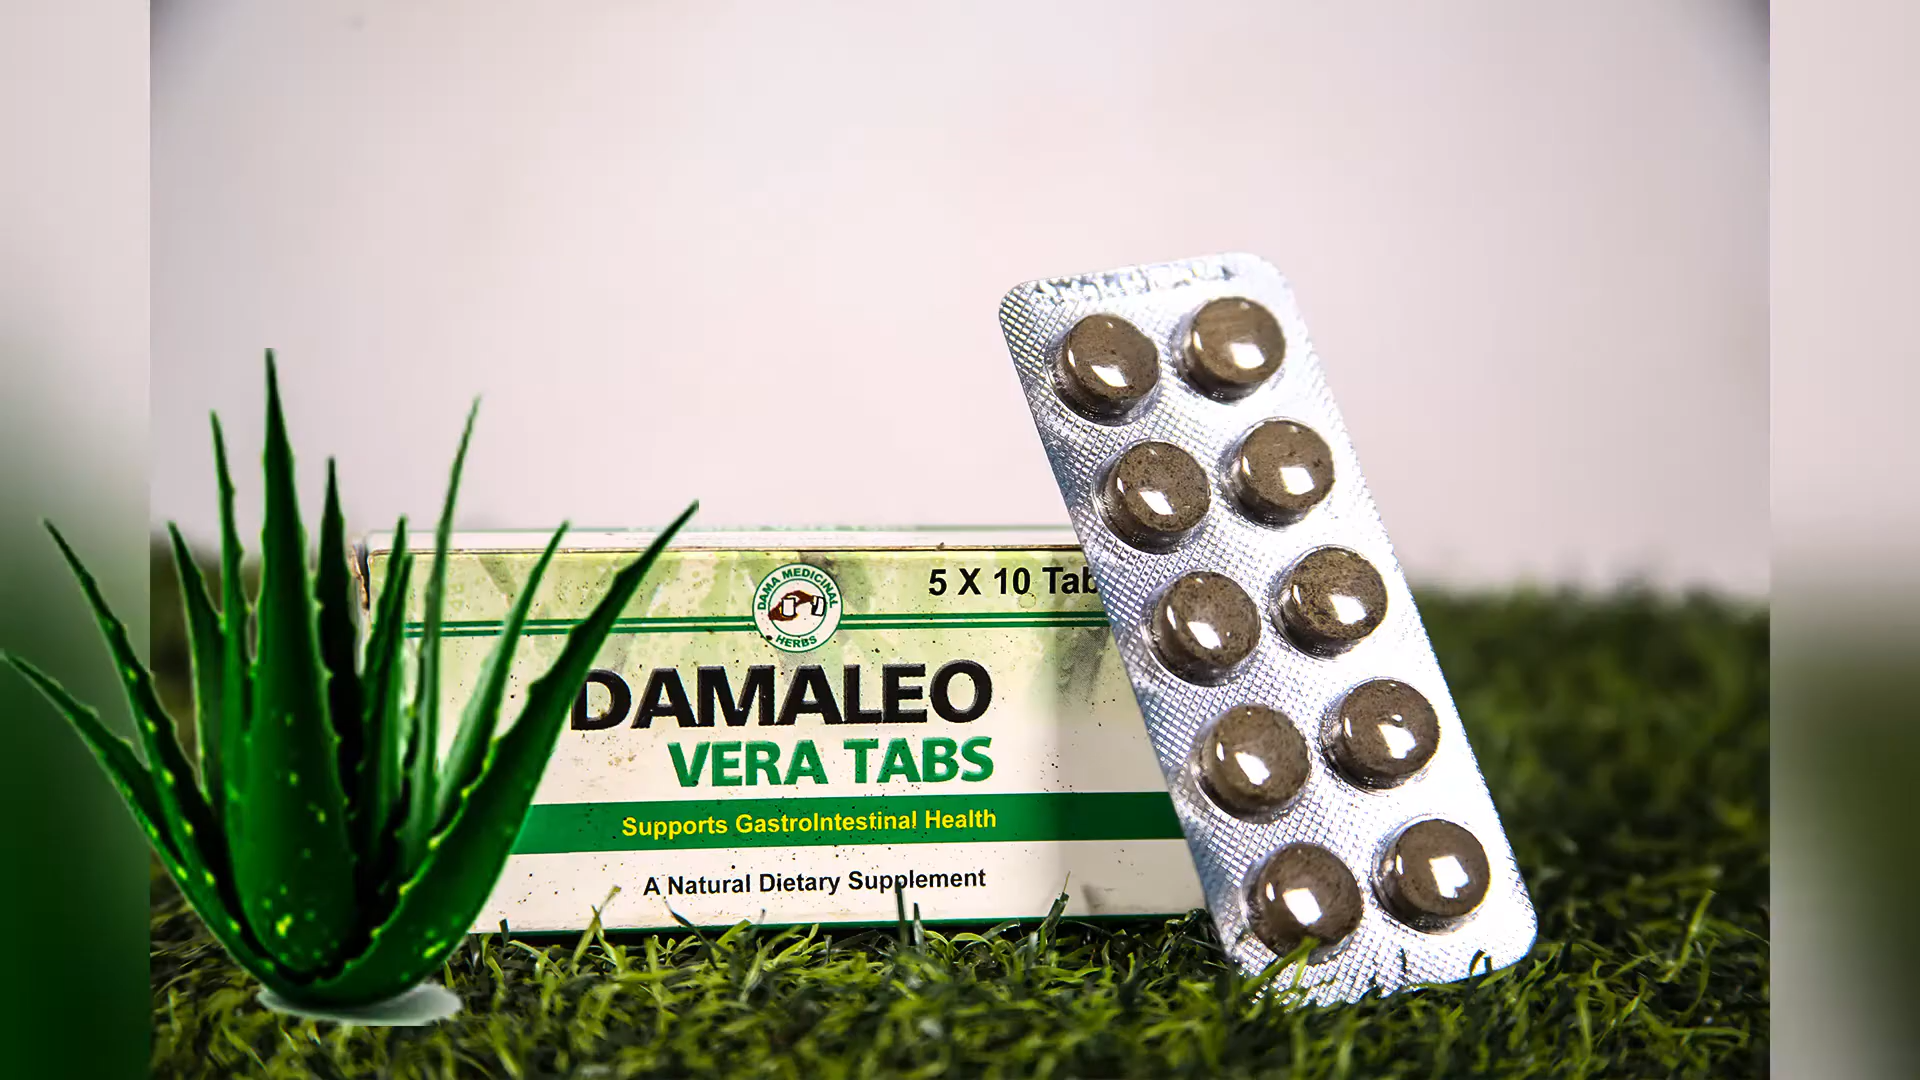 5 X 10 Tab
DAMA MEDICINAL
HERBS
DAMALEO
VERA TABS
Supports GastroIntestinal Health
A Natural Dietary Supplement